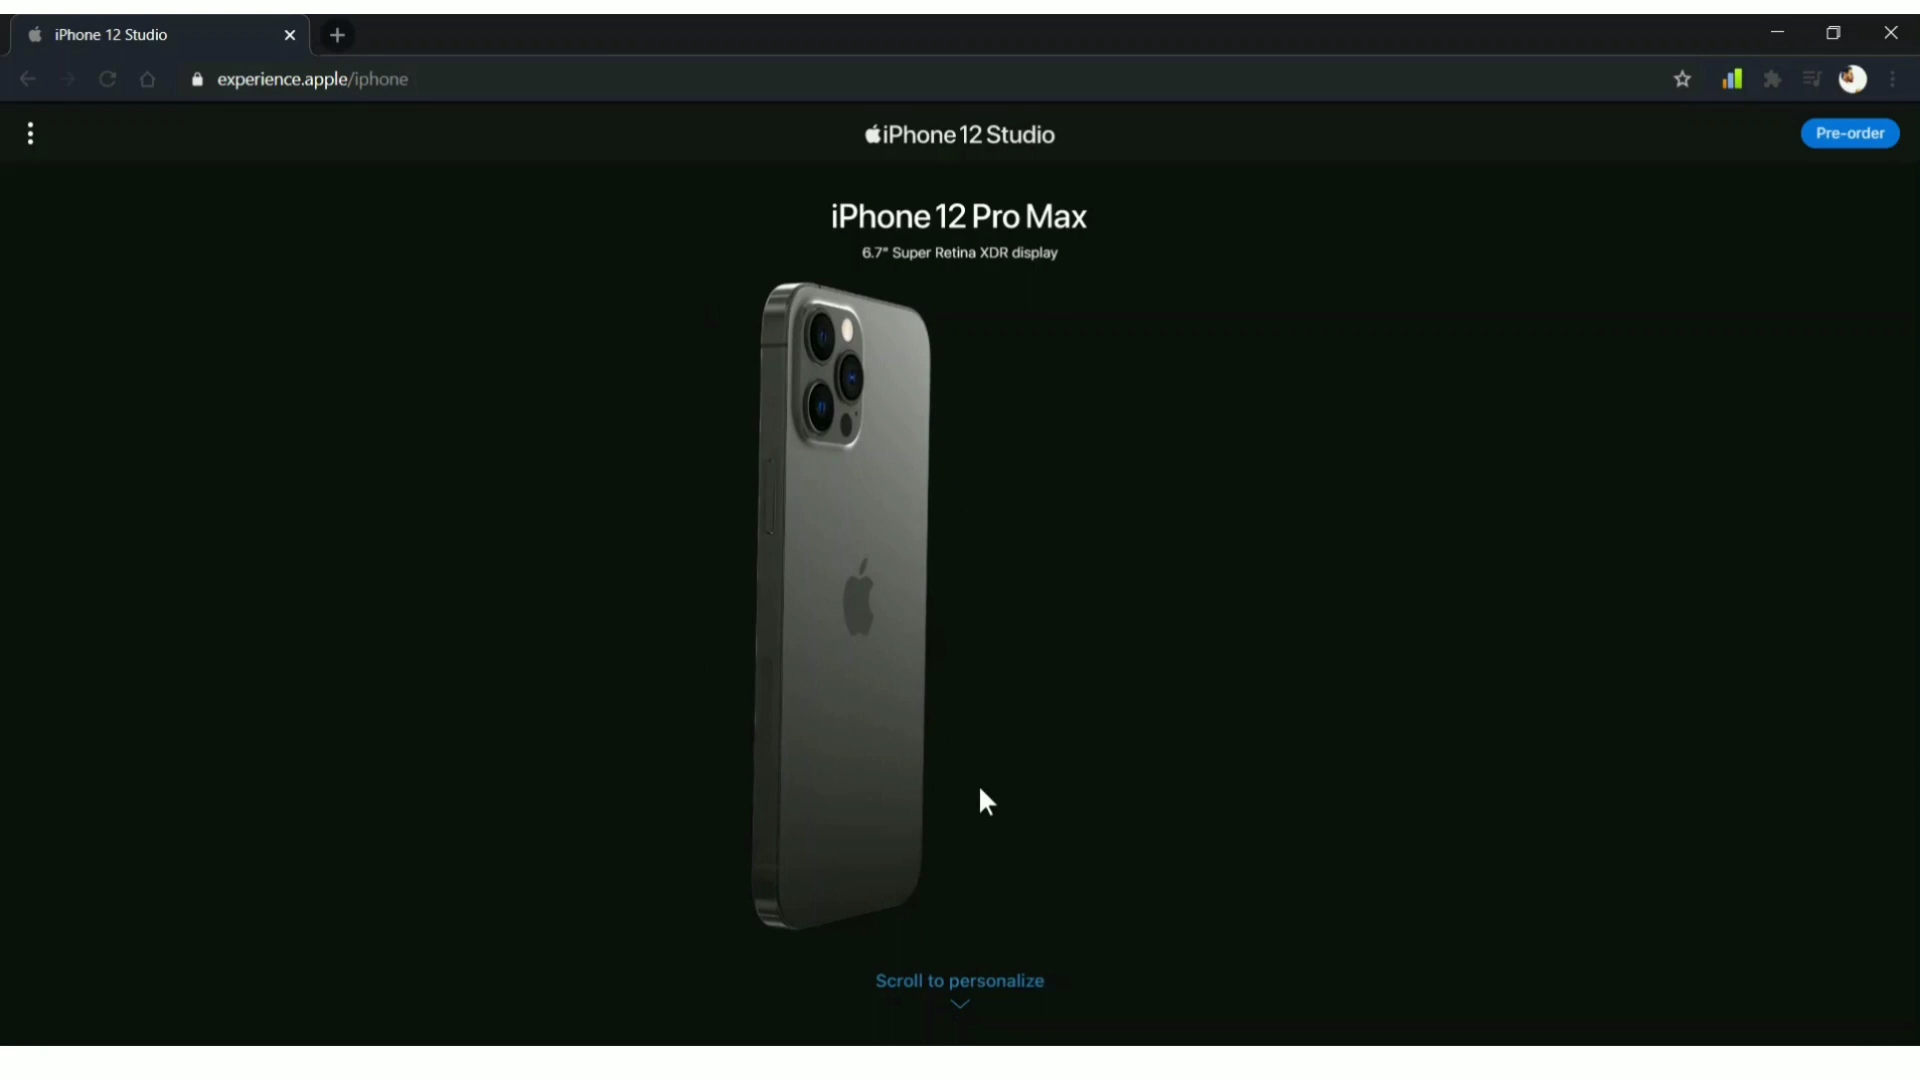 iPhone 12 Studio
experience.apple/iphone
iPhone 12 Studio
Pre-order
iPhone 12 Pro Max
6.7" Super Retina XDR display
Scroll to personalize